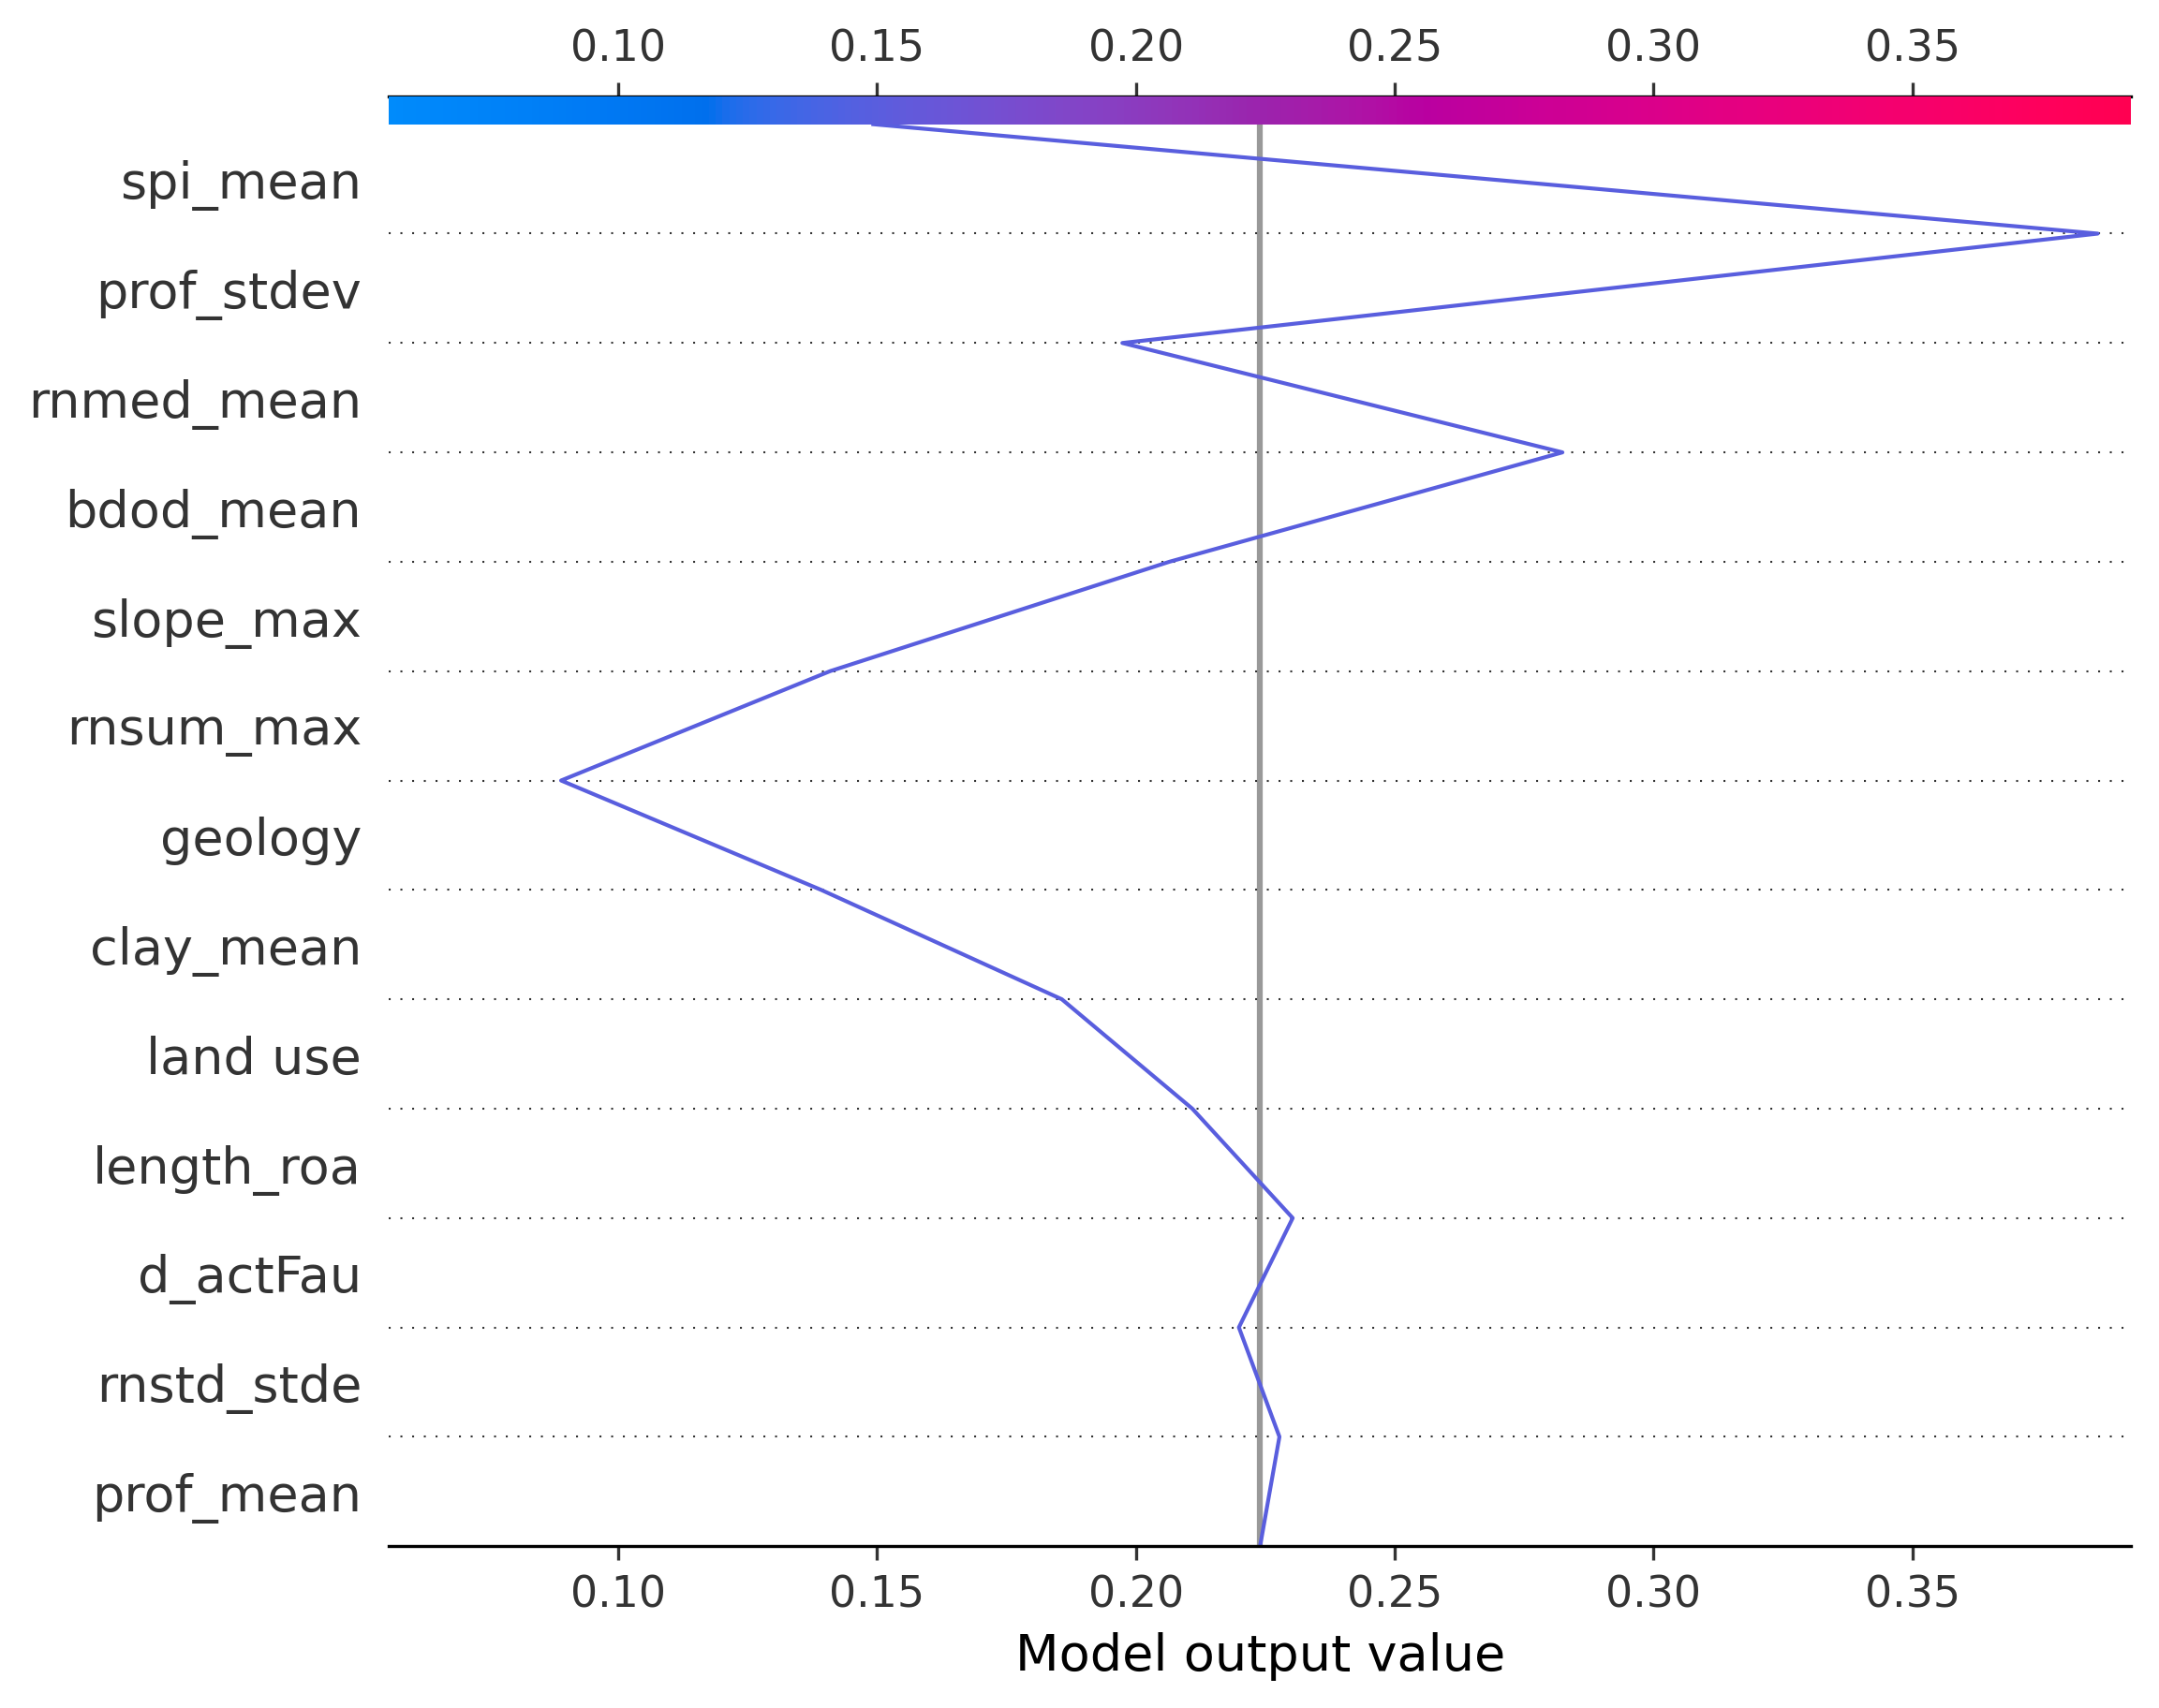 0.10 0.15 0.20 0.25 0.30 0.35
spi_mean
prof_stdev
rnmed_mean
bdod_mean
slope_max
rnsum_max
geology
clay_mean
land use
length_roa
d_actFau
rnstd_stde
prof_mean
0.10 0.15 0.20 0.25 0.30 0.35
Model output value